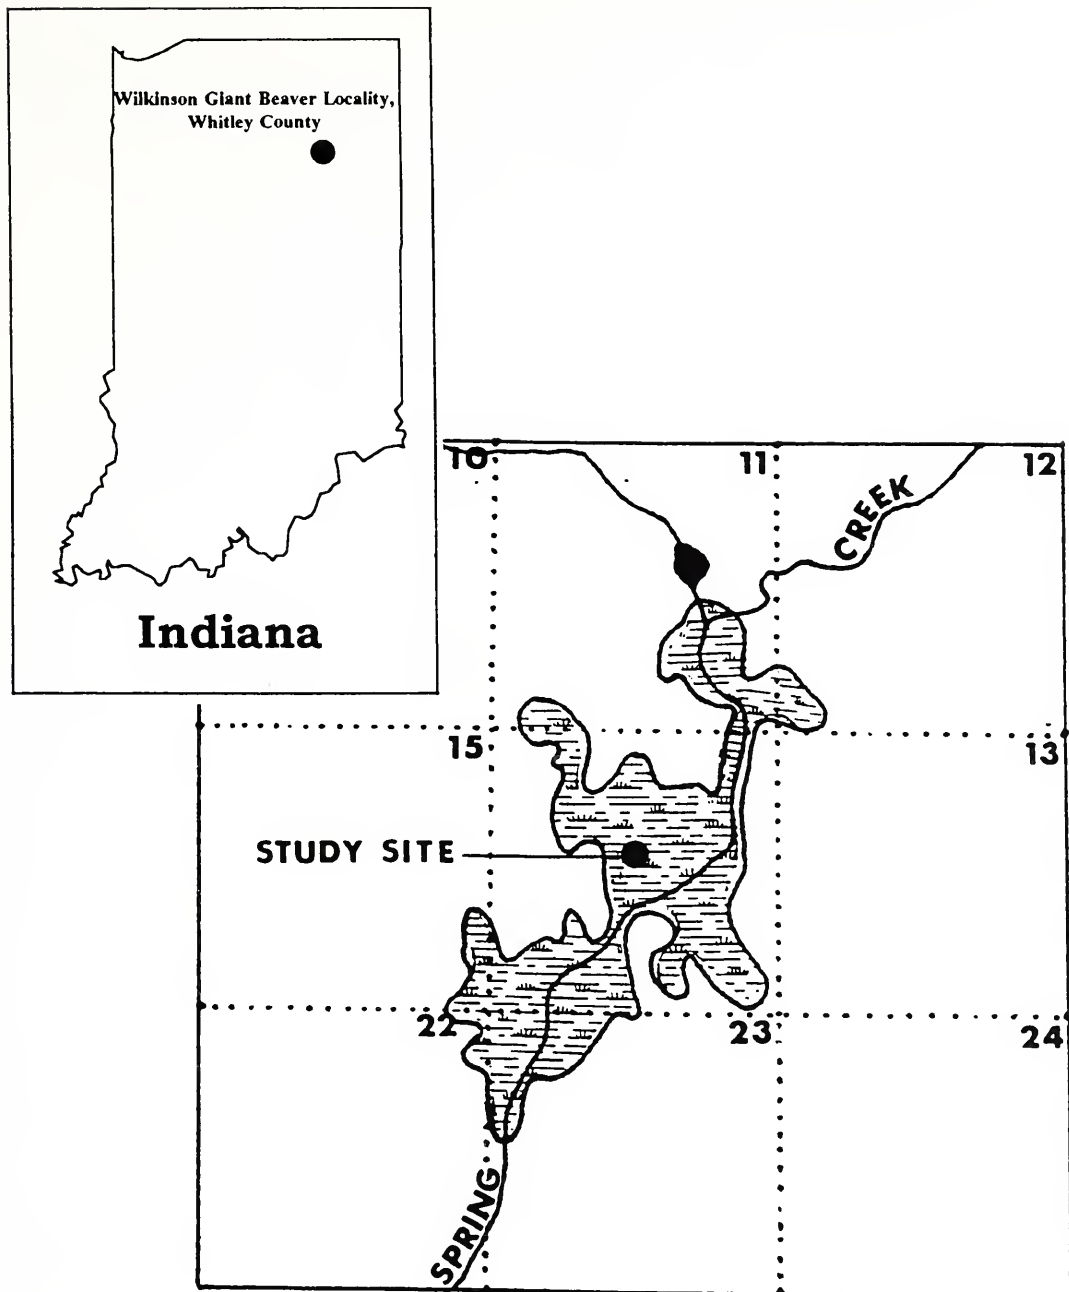 Wilkinson Giant Beaver Locality,
Whitley County
Indiana
10
11
12
CREEK
15
13
STUDY SITE
22
23
24
SPRING